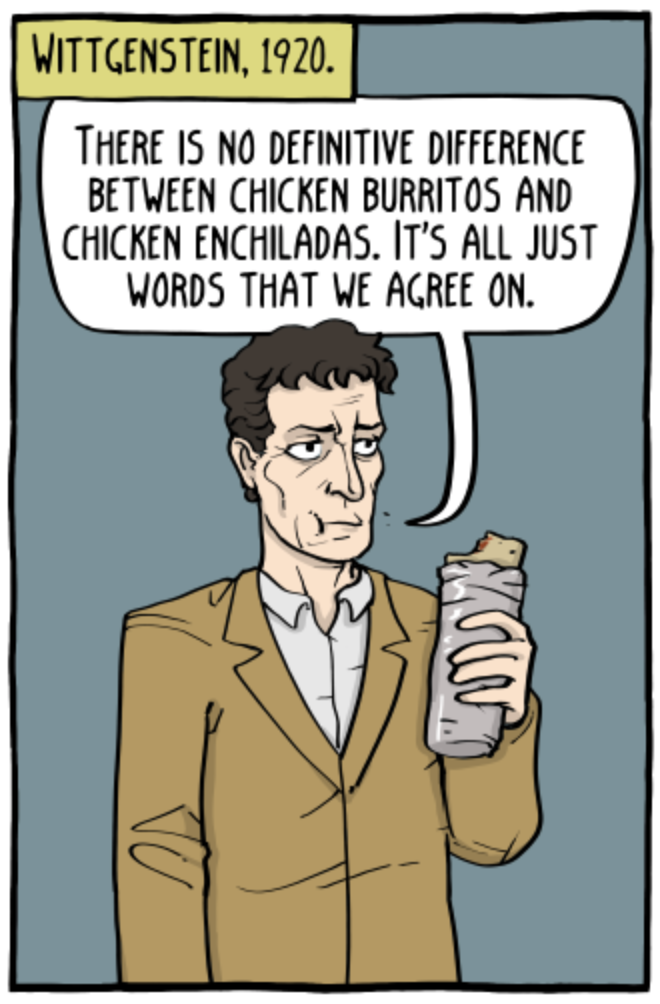 WITTGENSTEIN, 1920.
THERE IS NO DEFINITIVE DIFFERENCE
BETWEEN CHICKEN BURRITOS AND
CHICKEN ENCHILADAS. IT'S ALL JUST
WORDS THAT WE AGREE ON.